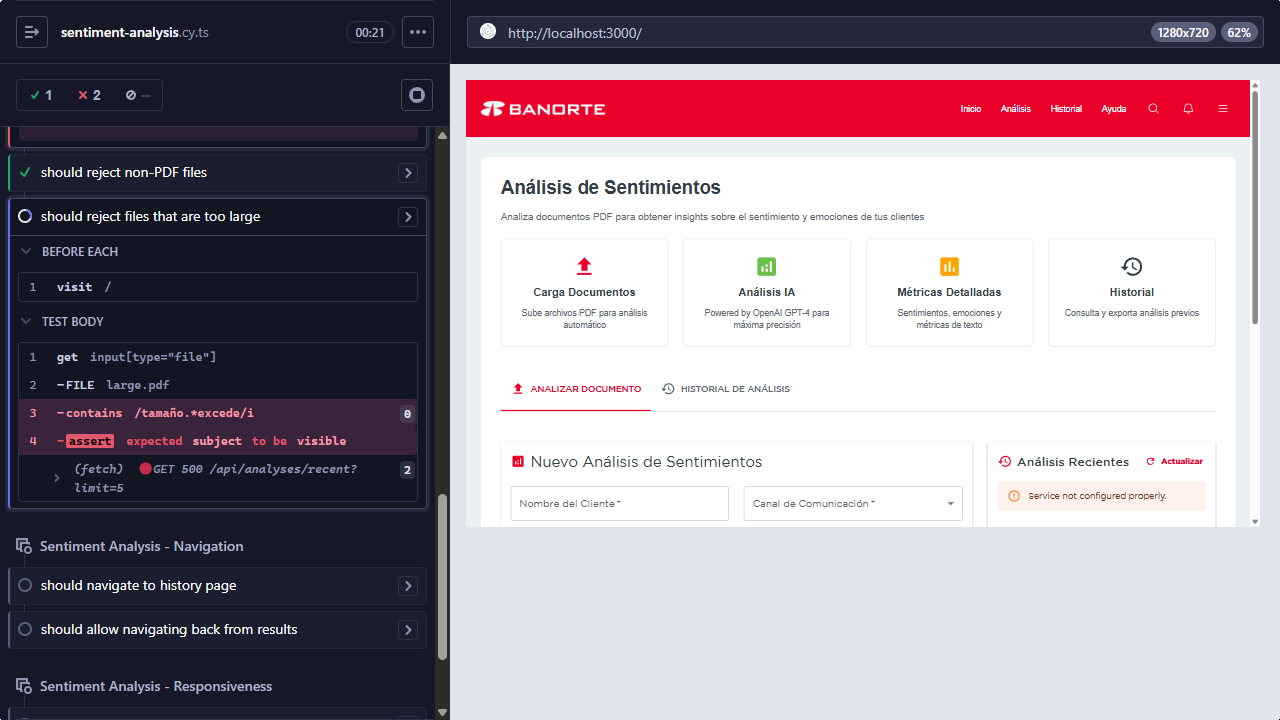 sentiment-analysis.cy.ts
00:21
1
2
--
should reject non-PDF files
should reject files that are too large
BEFORE EACH
1 visit /
TEST BODY
1 get input[type="file"]
2 -FILE large.pdf
3 -contains /tamaño.*excede/i 0
4 -assert expected subject to be visible
(fetch) GET 500 /api/analyses/recent? 2
limit=5
Sentiment Analysis - Navigation
should navigate to history page
should allow navigating back from results
Sentiment Analysis - Responsiveness
http://localhost:3000/
1280x720
62%
BANORTE
Inicio
Análisis
Historial
Ayuda
Análisis de Sentimientos
Analiza documentos PDF para obtener insights sobre el sentimiento y emociones de tus clientes
Carga Documentos
Sube archivos PDF para análisis
automático
Análisis IA
Powered by OpenAI GPT-4 para
máxima precisión
Métricas Detalladas
Sentimientos, emociones y
métricas de texto
Historial
Consulta y exporta análisis previos
ANALIZAR DOCUMENTO
HISTORIAL DE ANÁLISIS
Nuevo Análisis de Sentimientos
Nombre del Cliente *
Canal de Comunicación *
Análisis Recientes
Actualizar
Service not configured properly.